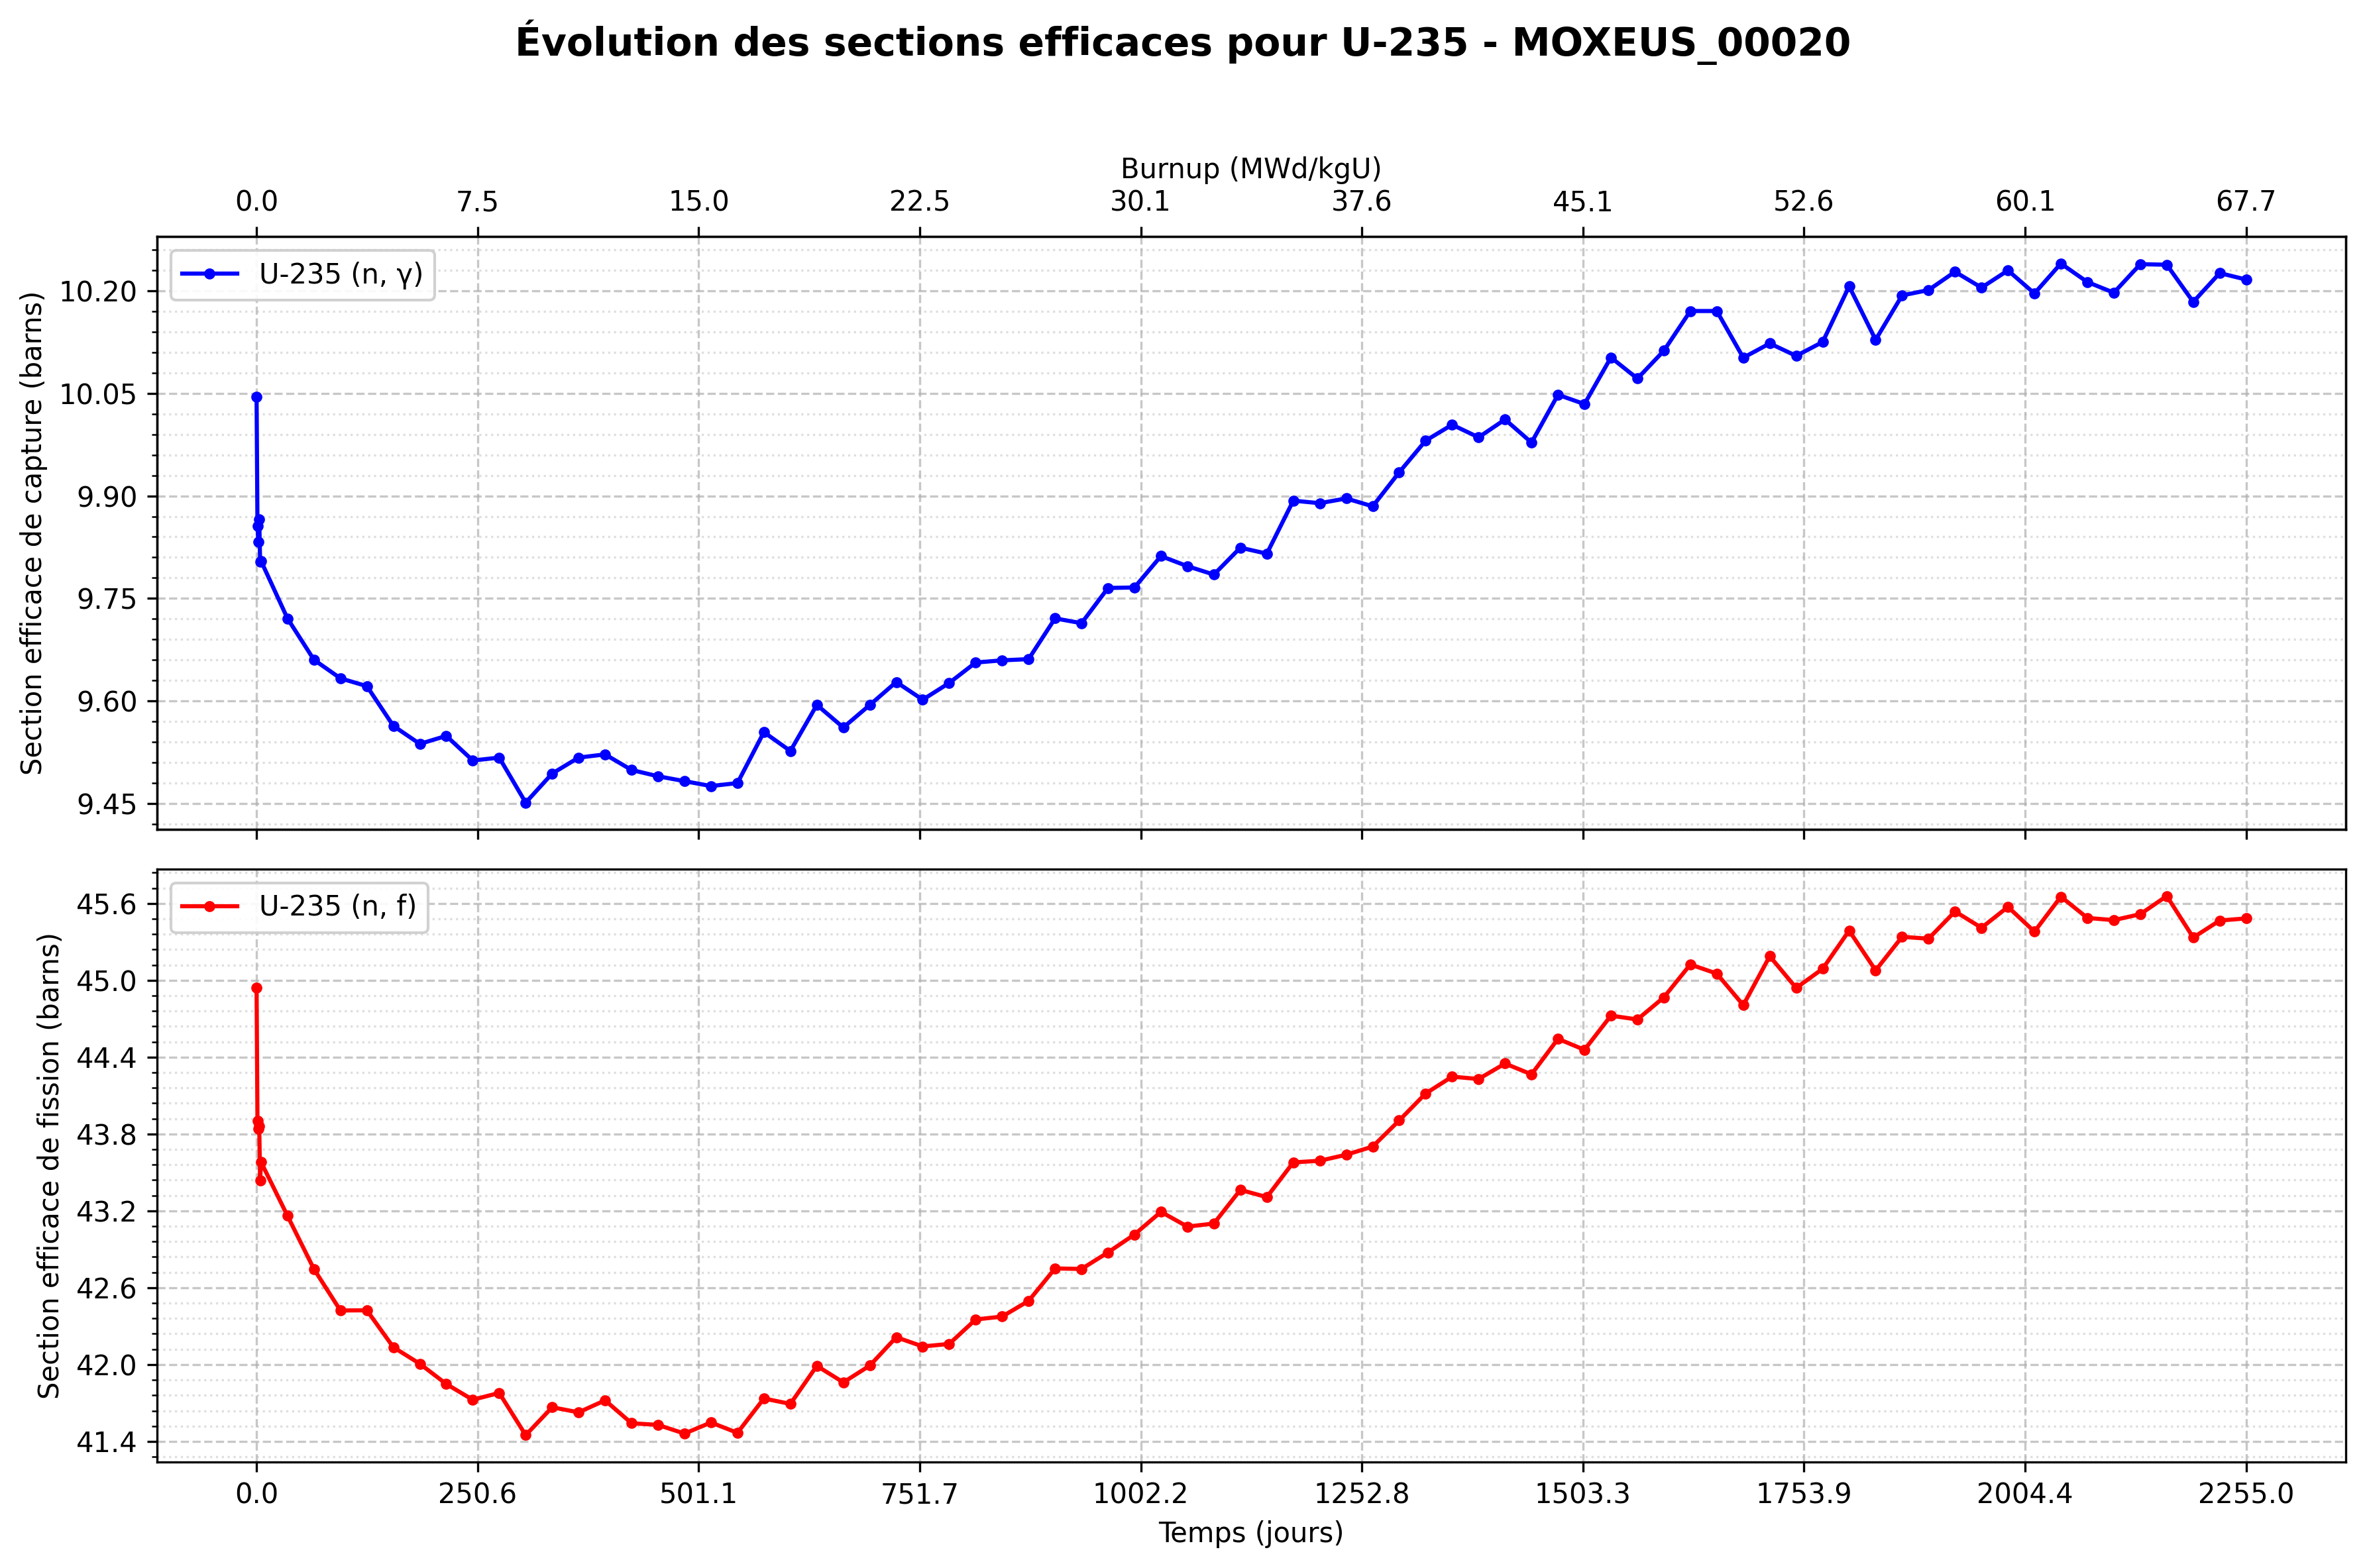 Évolution des sections efficaces pour U-235 - MOXEUS_00020
Burnup (MWd/kgU)
0.0 7.5 15.0 22.5 30.1 37.6 45.1 52.6 60.1 67.7
U-235 (n, γ)
Section efficace de capture (barns)
10.20
10.05
9.90
9.75
9.60
9.45
U-235 (n, f)
Section efficace de fission (barns)
45.6
45.0
44.4
43.8
43.2
42.6
42.0
41.4
0.0 250.6 501.1 751.7 1002.2 1252.8 1503.3 1753.9 2004.4 2255.0
Temps (jours)